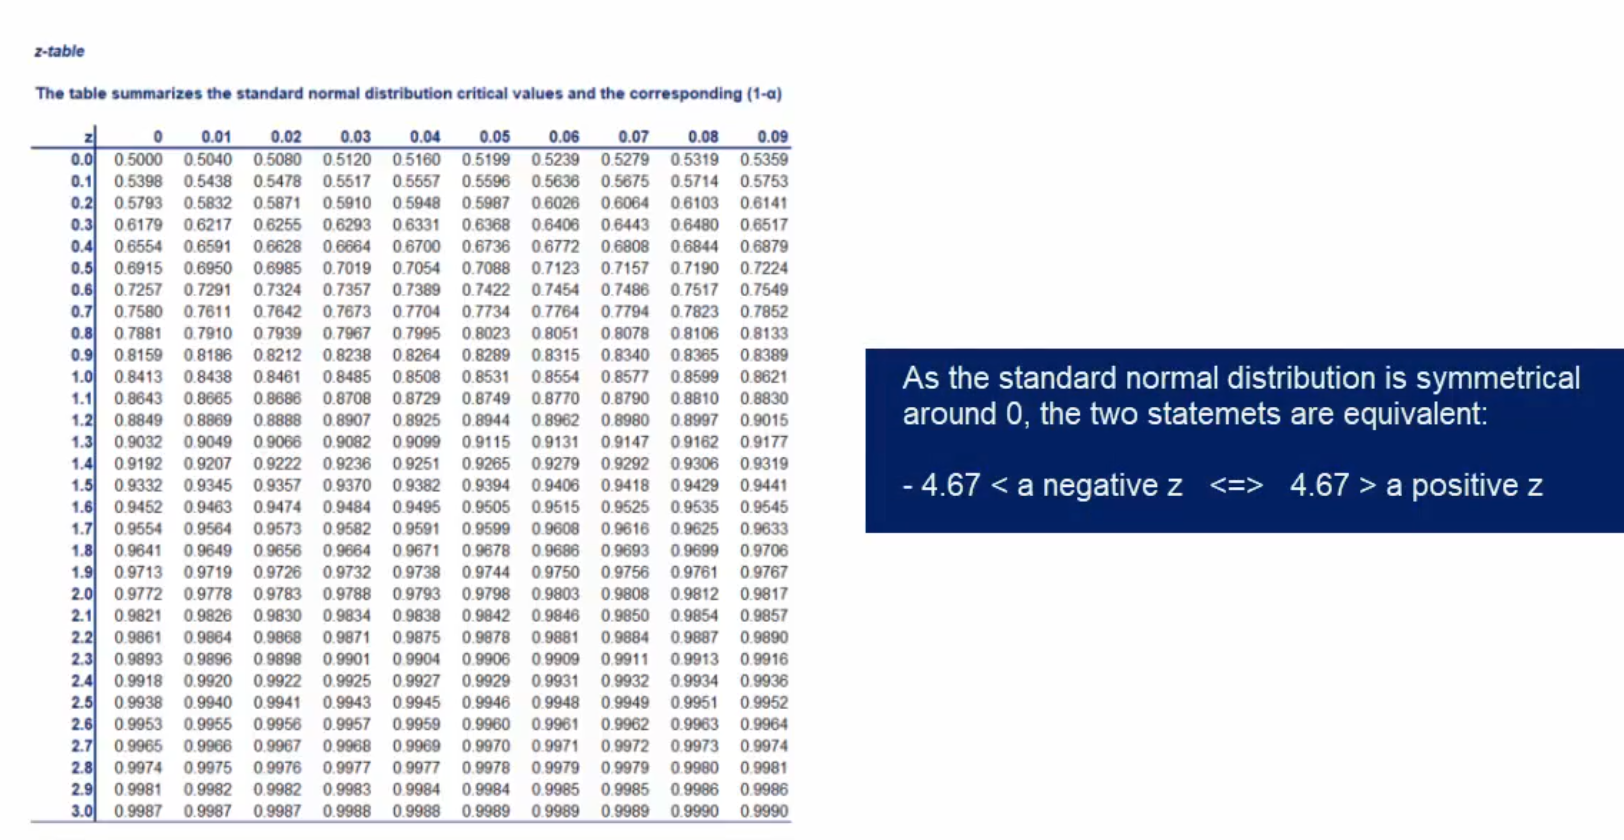 z-table
The table summarizes the standard normal distribution critical values and the corresponding (1-α)
z 0 0.01 0.02 0.03 0.04 0.05 0.06 0.07 0.08 0.09
0.0 0.5000 0.5040 0.5080 0.5120 0.5160 0.5199 0.5239 0.5279 0.5319 0.5359
0.1 0.5398 0.5438 0.5478 0.5517 0.5557 0.5596 0.5636 0.5675 0.5714 0.5753
0.2 0.5793 0.5832 0.5871 0.5910 0.5948 0.5987 0.6026 0.6064 0.6103 0.6141
0.3 0.6179 0.6217 0.6255 0.6293 0.6331 0.6368 0.6406 0.6443 0.6480 0.6517
0.4 0.6554 0.6591 0.6628 0.6664 0.6700 0.6736 0.6772 0.6808 0.6844 0.6879
0.5 0.6915 0.6950 0.6985 0.7019 0.7054 0.7088 0.7123 0.7157 0.7190 0.7224
0.6 0.7257 0.7291 0.7324 0.7357 0.7389 0.7422 0.7454 0.7486 0.7517 0.7549
0.7 0.7580 0.7611 0.7642 0.7673 0.7704 0.7734 0.7764 0.7794 0.7823 0.7852
0.8 0.7881 0.7910 0.7939 0.7967 0.7995 0.8023 0.8051 0.8078 0.8106 0.8133
0.9 0.8159 0.8186 0.8212 0.8238 0.8264 0.8289 0.8315 0.8340 0.8365 0.8389
1.0 0.8413 0.8438 0.8461 0.8485 0.8508 0.8531 0.8554 0.8577 0.8599 0.8621
1.1 0.8643 0.8665 0.8686 0.8708 0.8729 0.8749 0.8770 0.8790 0.8810 0.8830
1.2 0.8849 0.8869 0.8888 0.8907 0.8925 0.8944 0.8962 0.8980 0.8997 0.9015
1.3 0.9032 0.9049 0.9066 0.9082 0.9099 0.9115 0.9131 0.9147 0.9162 0.9177
1.4 0.9192 0.9207 0.9222 0.9236 0.9251 0.9265 0.9279 0.9292 0.9306 0.9319
1.5 0.9332 0.9345 0.9357 0.9370 0.9382 0.9394 0.9406 0.9418 0.9429 0.9441
1.6 0.9452 0.9463 0.9474 0.9484 0.9495 0.9505 0.9515 0.9525 0.9535 0.9545
1.7 0.9554 0.9564 0.9573 0.9582 0.9591 0.9599 0.9608 0.9616 0.9625 0.9633
1.8 0.9641 0.9649 0.9656 0.9664 0.9671 0.9678 0.9686 0.9693 0.9699 0.9706
1.9 0.9713 0.9719 0.9726 0.9732 0.9738 0.9744 0.9750 0.9756 0.9761 0.9767
2.0 0.9772 0.9778 0.9783 0.9788 0.9793 0.9798 0.9803 0.9808 0.9812 0.9817
2.1 0.9821 0.9826 0.9830 0.9834 0.9838 0.9842 0.9846 0.9850 0.9854 0.9857
2.2 0.9861 0.9864 0.9868 0.9871 0.9875 0.9878 0.9881 0.9884 0.9887 0.9890
2.3 0.9893 0.9896 0.9898 0.9901 0.9904 0.9906 0.9909 0.9911 0.9913 0.9916
2.4 0.9918 0.9920 0.9922 0.9925 0.9927 0.9929 0.9931 0.9932 0.9934 0.9936
2.5 0.9938 0.9940 0.9941 0.9943 0.9945 0.9946 0.9948 0.9949 0.9951 0.9952
2.6 0.9953 0.9955 0.9956 0.9957 0.9959 0.9960 0.9961 0.9962 0.9963 0.9964
2.7 0.9965 0.9966 0.9967 0.9968 0.9969 0.9970 0.9971 0.9972 0.9973 0.9974
2.8 0.9974 0.9975 0.9976 0.9977 0.9977 0.9978 0.9979 0.9979 0.9980 0.9981
2.9 0.9981 0.9982 0.9982 0.9983 0.9984 0.9984 0.9985 0.9985 0.9986 0.9986
3.0 0.9987 0.9987 0.9987 0.9988 0.9988 0.9989 0.9989 0.9989 0.9990 0.9990
As the standard normal distribution is symmetrical
around 0, the two statemets are equivalent:
- 4.67 < a negative z <=> 4.67 > a positive z